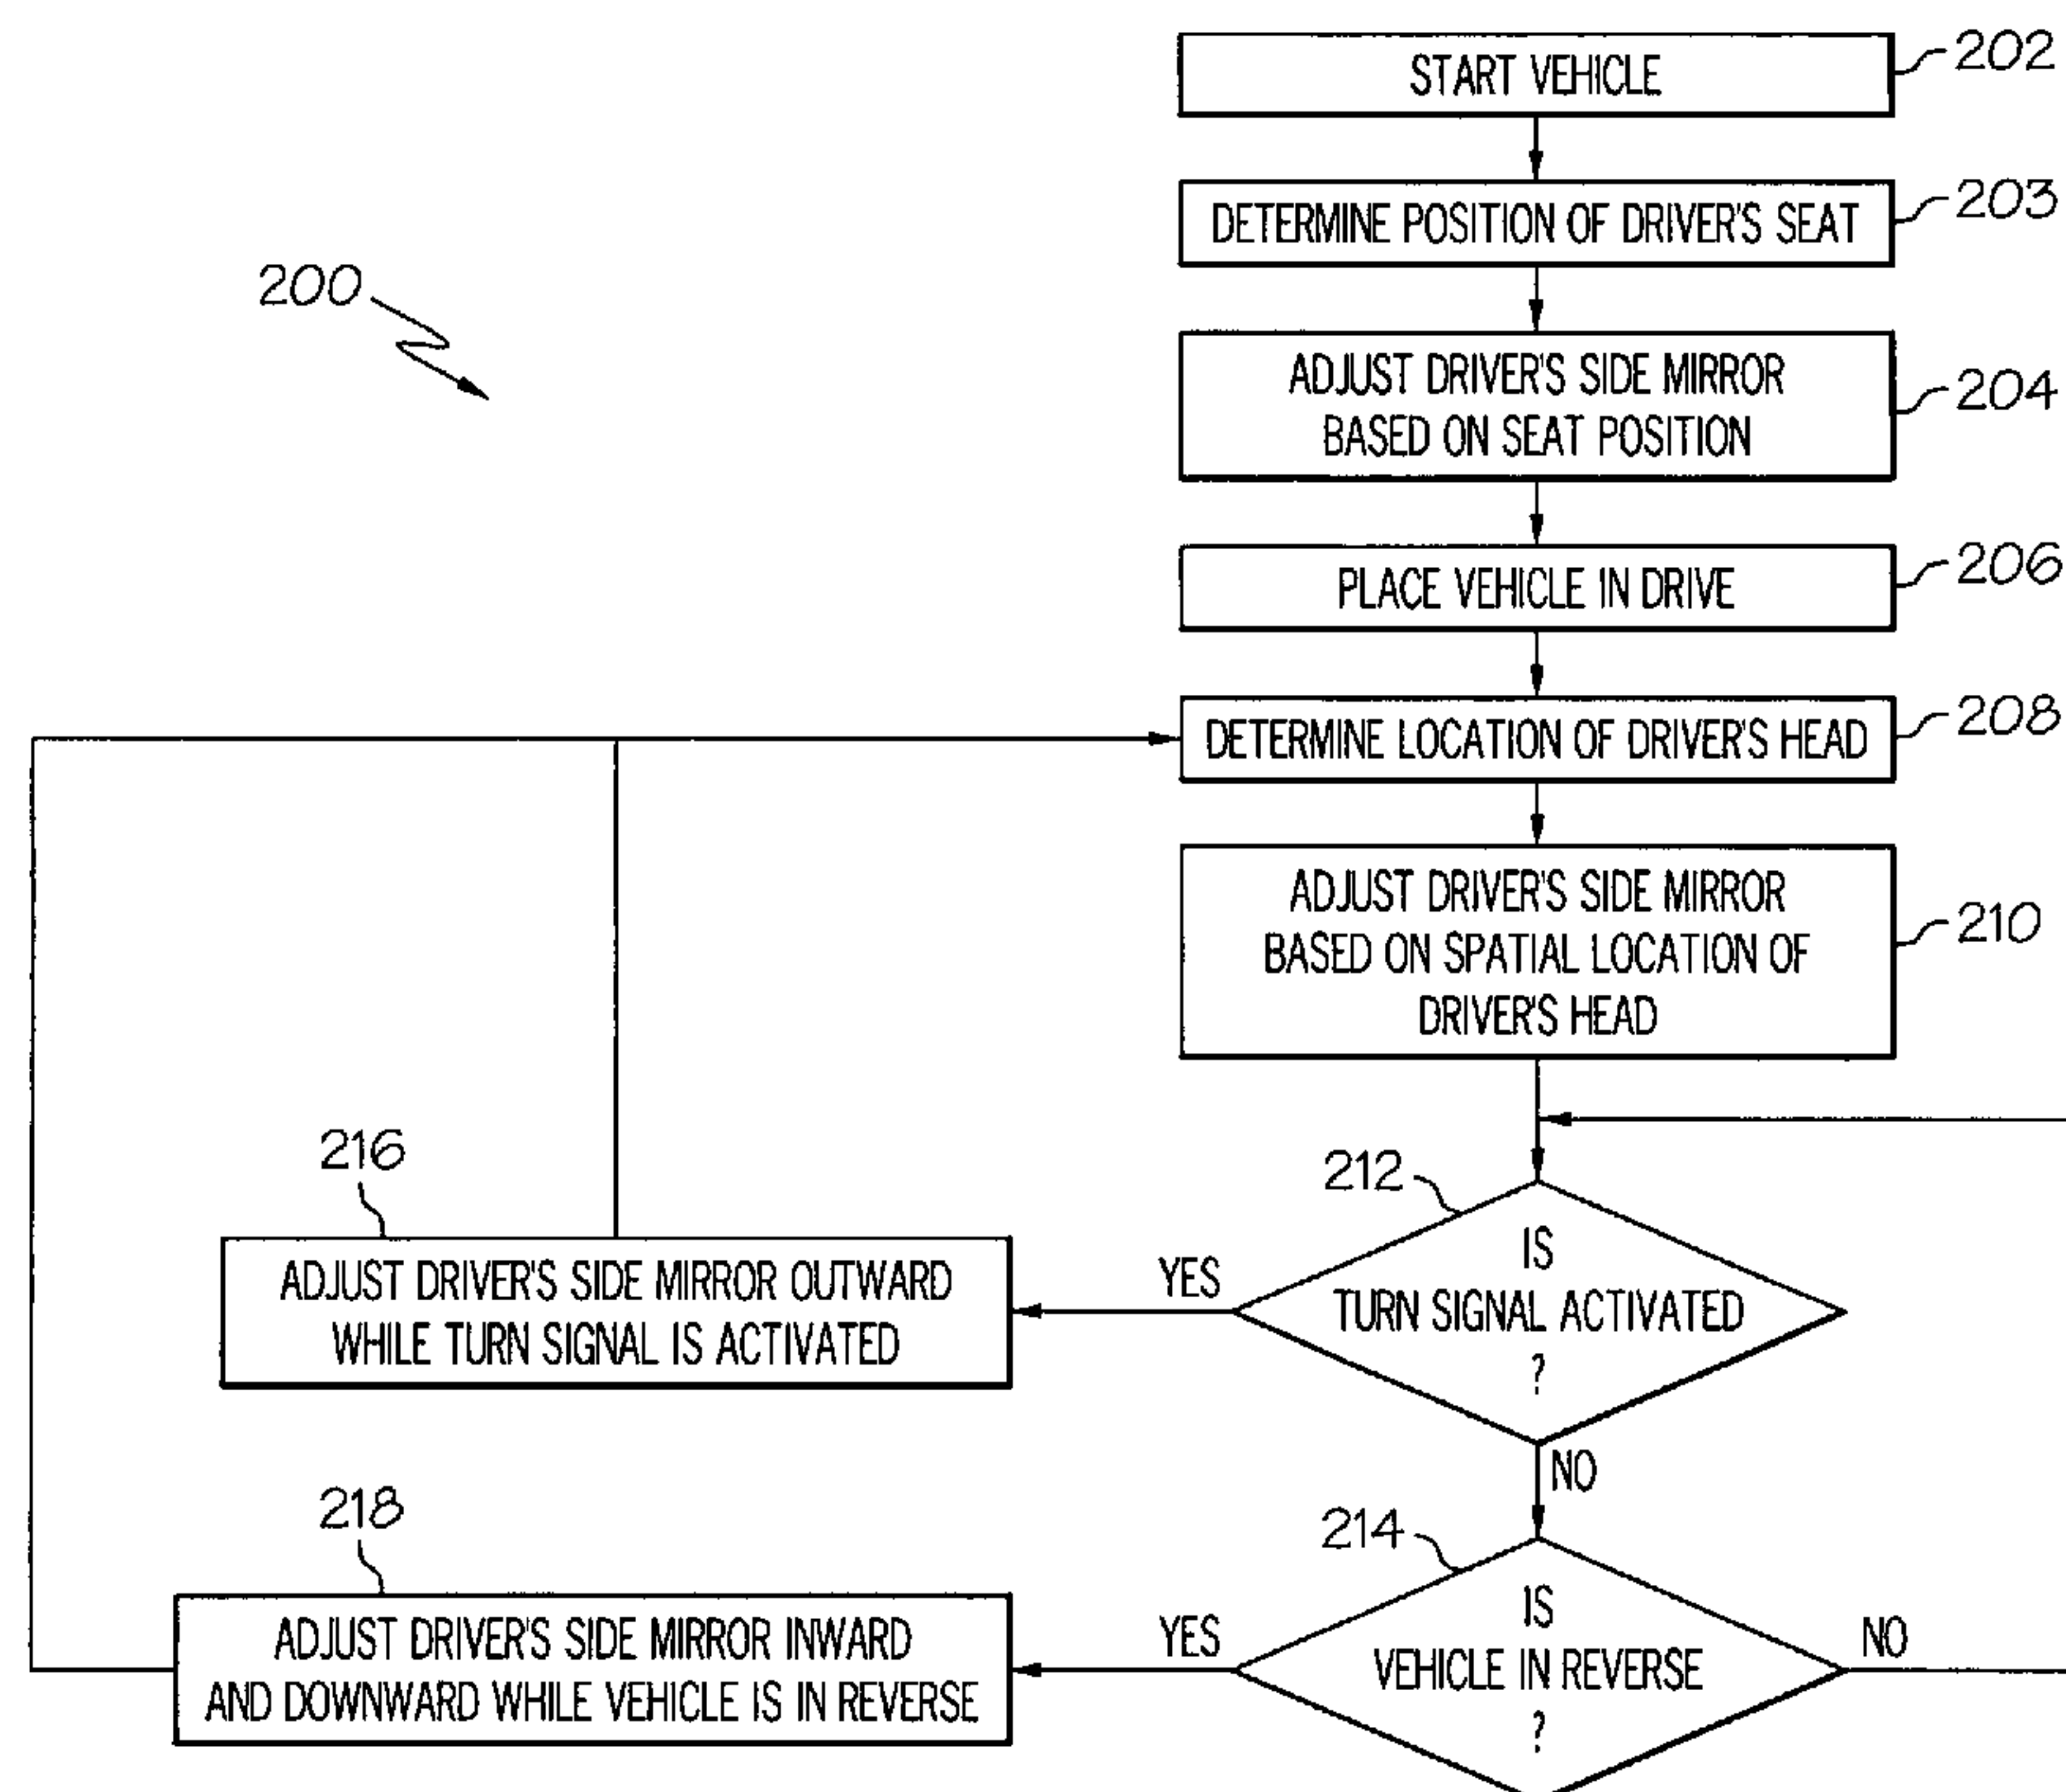 START VEHICLE
202
DETERMINE POSITION OF DRIVER'S SEAT
203
200
ADJUST DRIVER'S SIDE MIRROR
BASED ON SEAT POSITION
204
PLACE VEHICLE IN DRIVE
206
DETERMINE LOCATION OF DRIVER'S HEAD
208
ADJUST DRIVER'S SIDE MIRROR
BASED ON SPATIAL LOCATION OF
DRIVER'S HEAD
210
212
IS
TURN SIGNAL ACTIVATED
?
YES
216
ADJUST DRIVER'S SIDE MIRROR OUTWARD
WHILE TURN SIGNAL IS ACTIVATED
NO
214
IS
VEHICLE IN REVERSE
?
YES
NO
218
ADJUST DRIVER'S SIDE MIRROR INWARD
AND DOWNWARD WHILE VEHICLE IS IN REVERSE